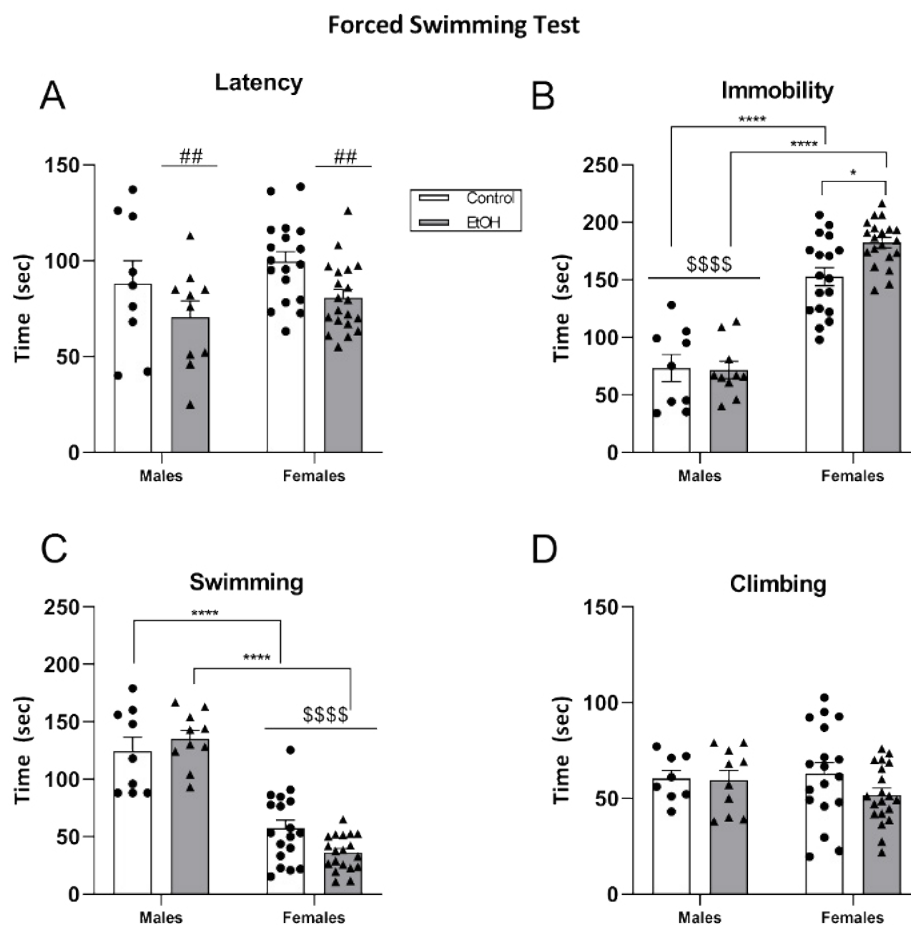 Forced Swimming Test
A
Latency
Time (sec)
150
100
50
0
##
##
Males
Females
Control
EtOH
B
Immobility
Time (sec)
250
200
150
100
50
0
****
****
*
$$$$
Males
Females
C
Swimming
Time (sec)
250
200
150
100
50
0
****
****
$$$$
Males
Females
D
Climbing
Time (sec)
150
100
50
0
Males
Females